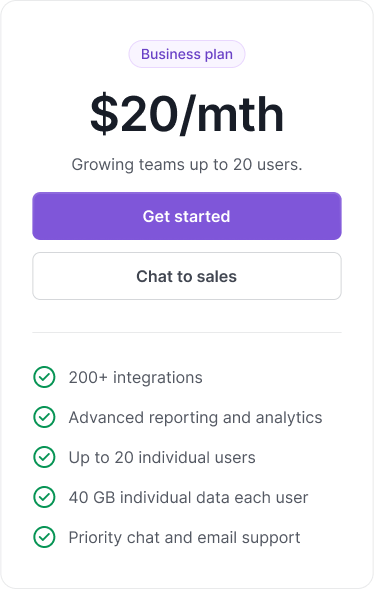 Business plan
$20/mth
Growing teams up to 20 users.
Get started
Chat to sales
200+ integrations
Advanced reporting and analytics
Up to 20 individual users
40 GB individual data each user
Priority chat and email support